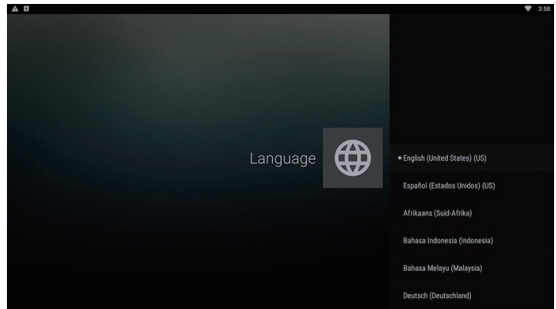 3:58
Language
English (United States) (US)
Español (Estados Unidos) (US)
Afrikaans (Suid-Afrika)
Bahasa Indonesia (Indonesia)
Bahasa Melayu (Malaysia)
Deutsch (Deutschland)